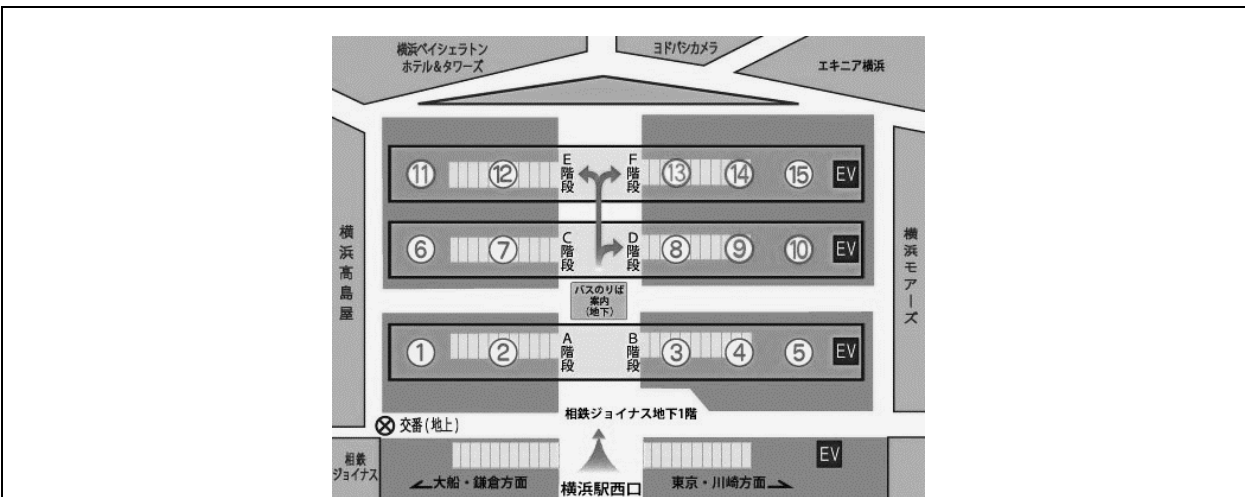 横浜ベイシェラトン
ホテル&タワーズ
ヨドバシカメラ
エキニア横浜
⑪
⑫
E階段
F階段
⑬
⑭
⑮
EV
⑥
⑦
C階段
D階段
⑧
⑨
⑩
EV
横浜高島屋
横浜モアーズ
バスのりば
案内
(地下)
①
②
A階段
B階段
③
④
⑤
EV
相鉄ジョイナス地下1階
交番(地上)
相鉄
ジョイナス
大船・鎌倉方面
横浜駅西口
東京・川崎方面
EV